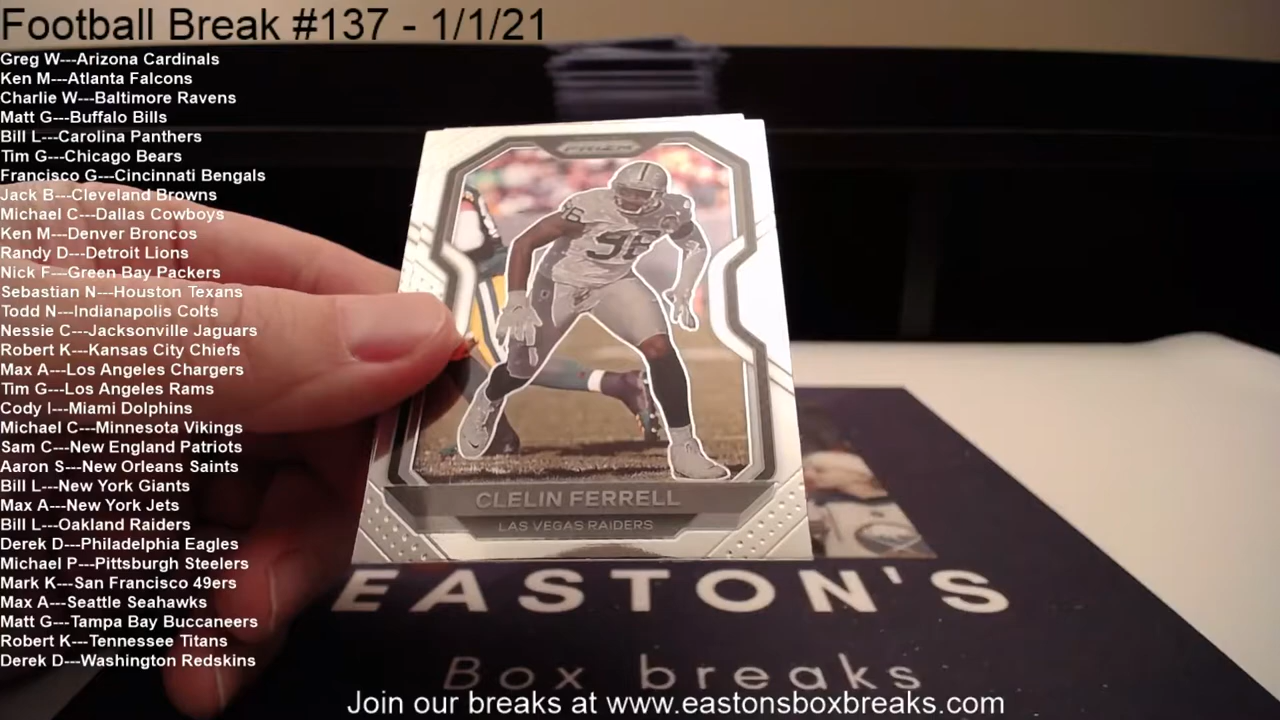 Football Break #137 - 1/1/21
Greg W---Arizona Cardinals
Ken M---Atlanta Falcons
Charlie W---Baltimore Ravens
Matt G---Buffalo Bills
Bill L---Carolina Panthers
Tim G---Chicago Bears
Francisco G---Cincinnati Bengals
Jack B---Cleveland Browns
Michael C---Dallas Cowboys
Ken M---Denver Broncos
Randy D---Detroit Lions
Nick F---Green Bay Packers
Sebastian N---Houston Texans
Todd N---Indianapolis Colts
Nessie C---Jacksonville Jaguars
Robert K---Kansas City Chiefs
Max A---Los Angeles Chargers
Tim G---Los Angeles Rams
Cody I---Miami Dolphins
Michael C---Minnesota Vikings
Sam C---New England Patriots
Aaron S---New Orleans Saints
Bill L---New York Giants
Max A---New York Jets
Bill L---Oakland Raiders
Derek D---Philadelphia Eagles
Michael P---Pittsburgh Steelers
Mark K---San Francisco 49ers
Max A---Seattle Seahawks
Matt G---Tampa Bay Buccaneers
Robert K---Tennessee Titans
Derek D---Washington Redskins
PRIZM
96
96
CLELIN FERRELL
LAS VEGAS RAIDERS
EASTON'S
Box breaks
Join our breaks at www.eastonsboxbreaks.com